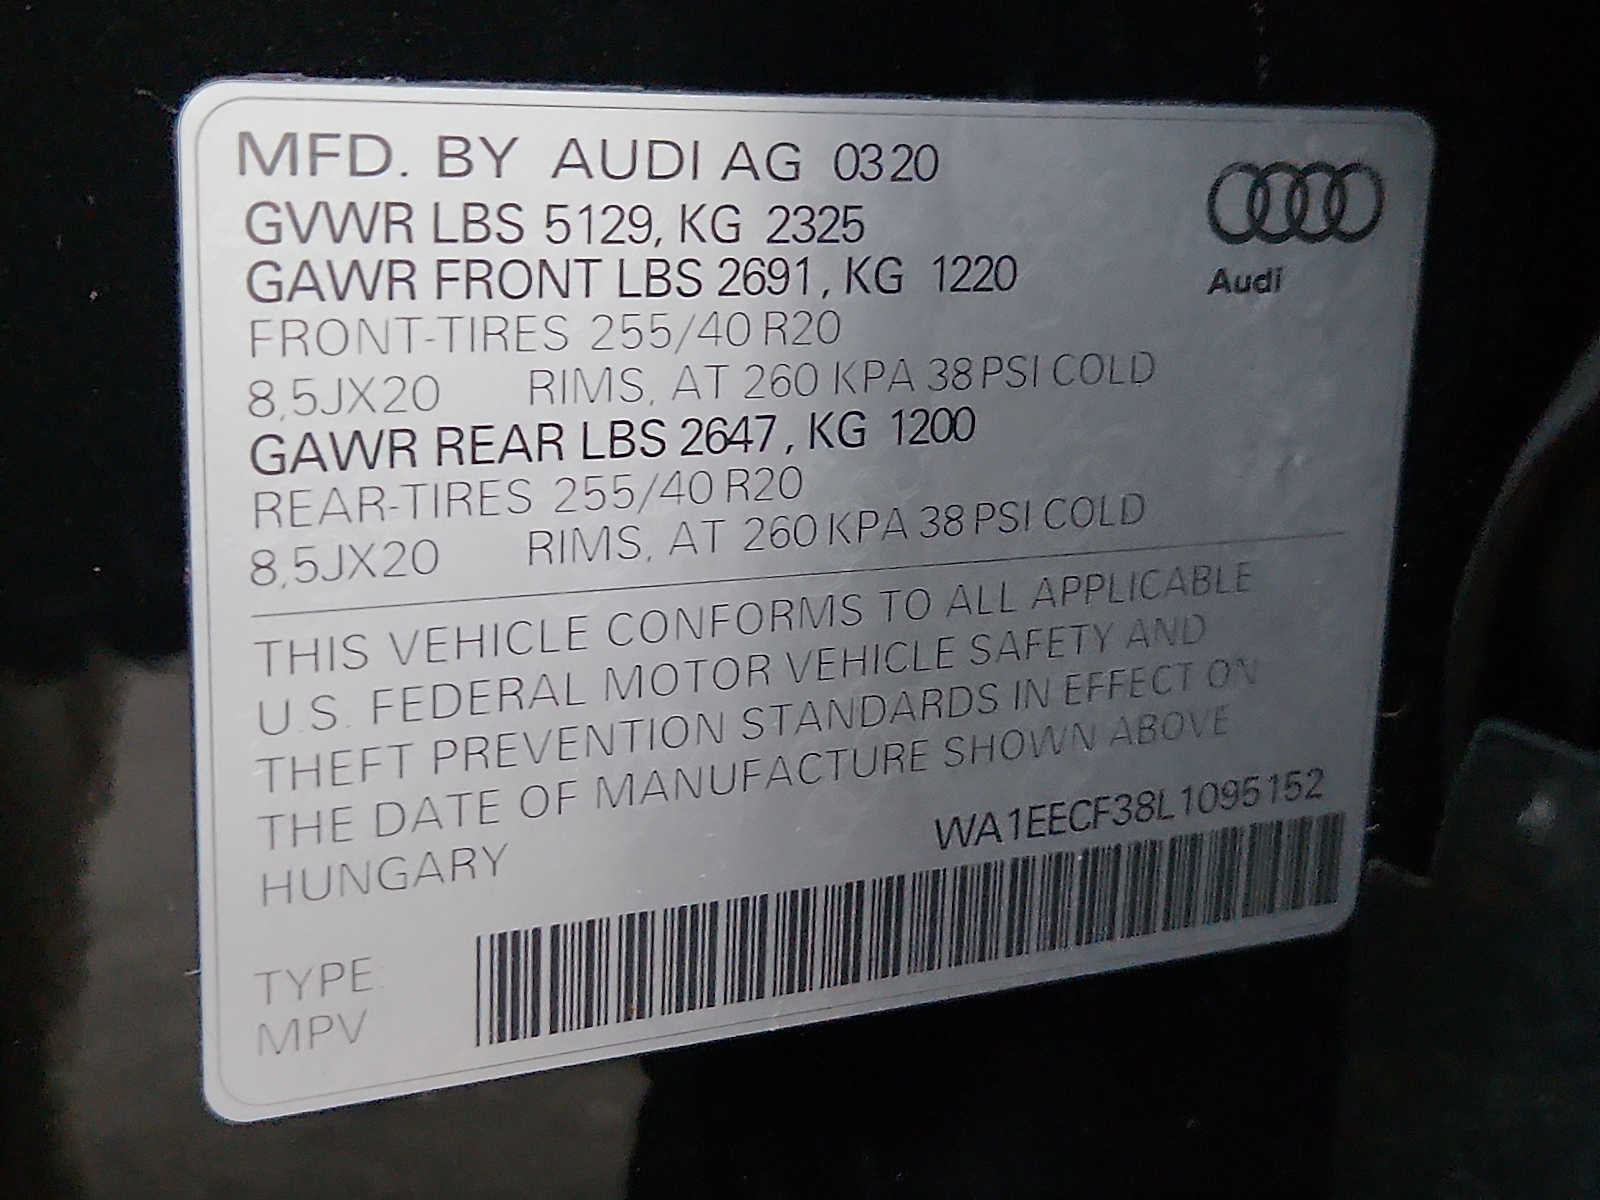 MFD. BY AUDI AG 0320
GVWR LBS 5129, KG 2325
GAWR FRONT LBS 2691, KG 1220
FRONT-TIRES 255/40 R20
8,5JX20 RIMS, AT 260 KPA 38 PSI COLD
GAWR REAR LBS 2647, KG 1200
REAR-TIRES 255/40 R20
8,5JX20 RIMS, AT 260 KPA 38 PSI COLD
Audi
THIS VEHICLE CONFORMS TO ALL APPLICABLE
U.S. FEDERAL MOTOR VEHICLE SAFETY AND
THEFT PREVENTION STANDARDS IN EFFECT ON
THE DATE OF MANUFACTURE SHOWN ABOVE
HUNGARY
WA1EECF38L1095152
TYPE:
MPV